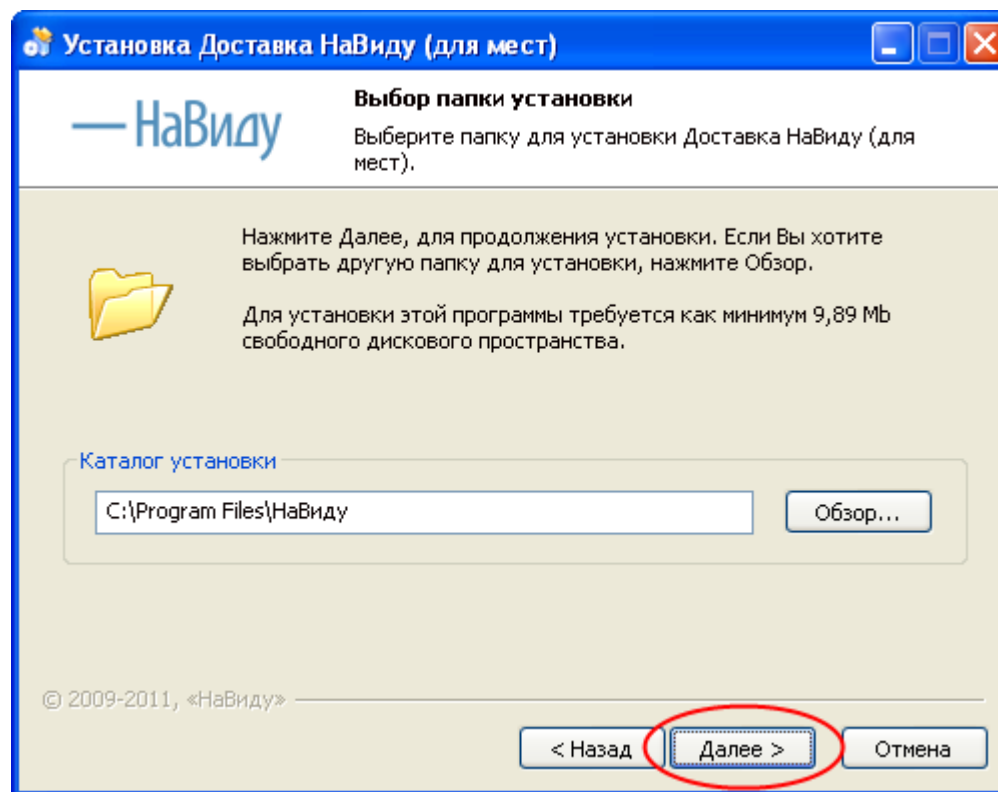 Установка Доставка НаВиду (для мест)
— НаВиду
Выбор папки установки
Выберите папку для установки Доставка НаВиду (для
мест).
Нажмите Далее, для продолжения установки. Если Вы хотите
выбрать другую папку для установки, нажмите Обзор.
Для установки этой программы требуется как минимум 9,89 Mb
свободного дискового пространства.
Каталог установки
C:\Program Files\НаВиду
Обзор...
© 2009-2011, «НаВиду»
< Назад
Далее >
Отмена